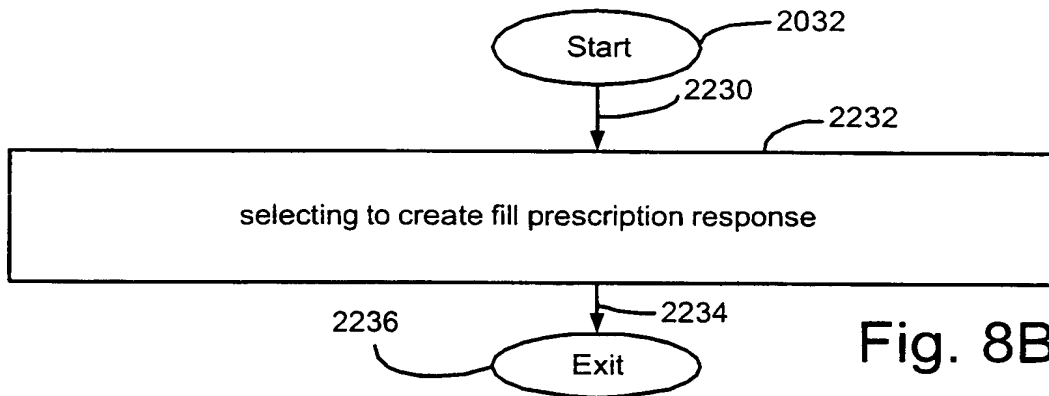 Start
2032
2230
2232
selecting to create fill prescription response
2234
2236
Exit
Fig. 8B